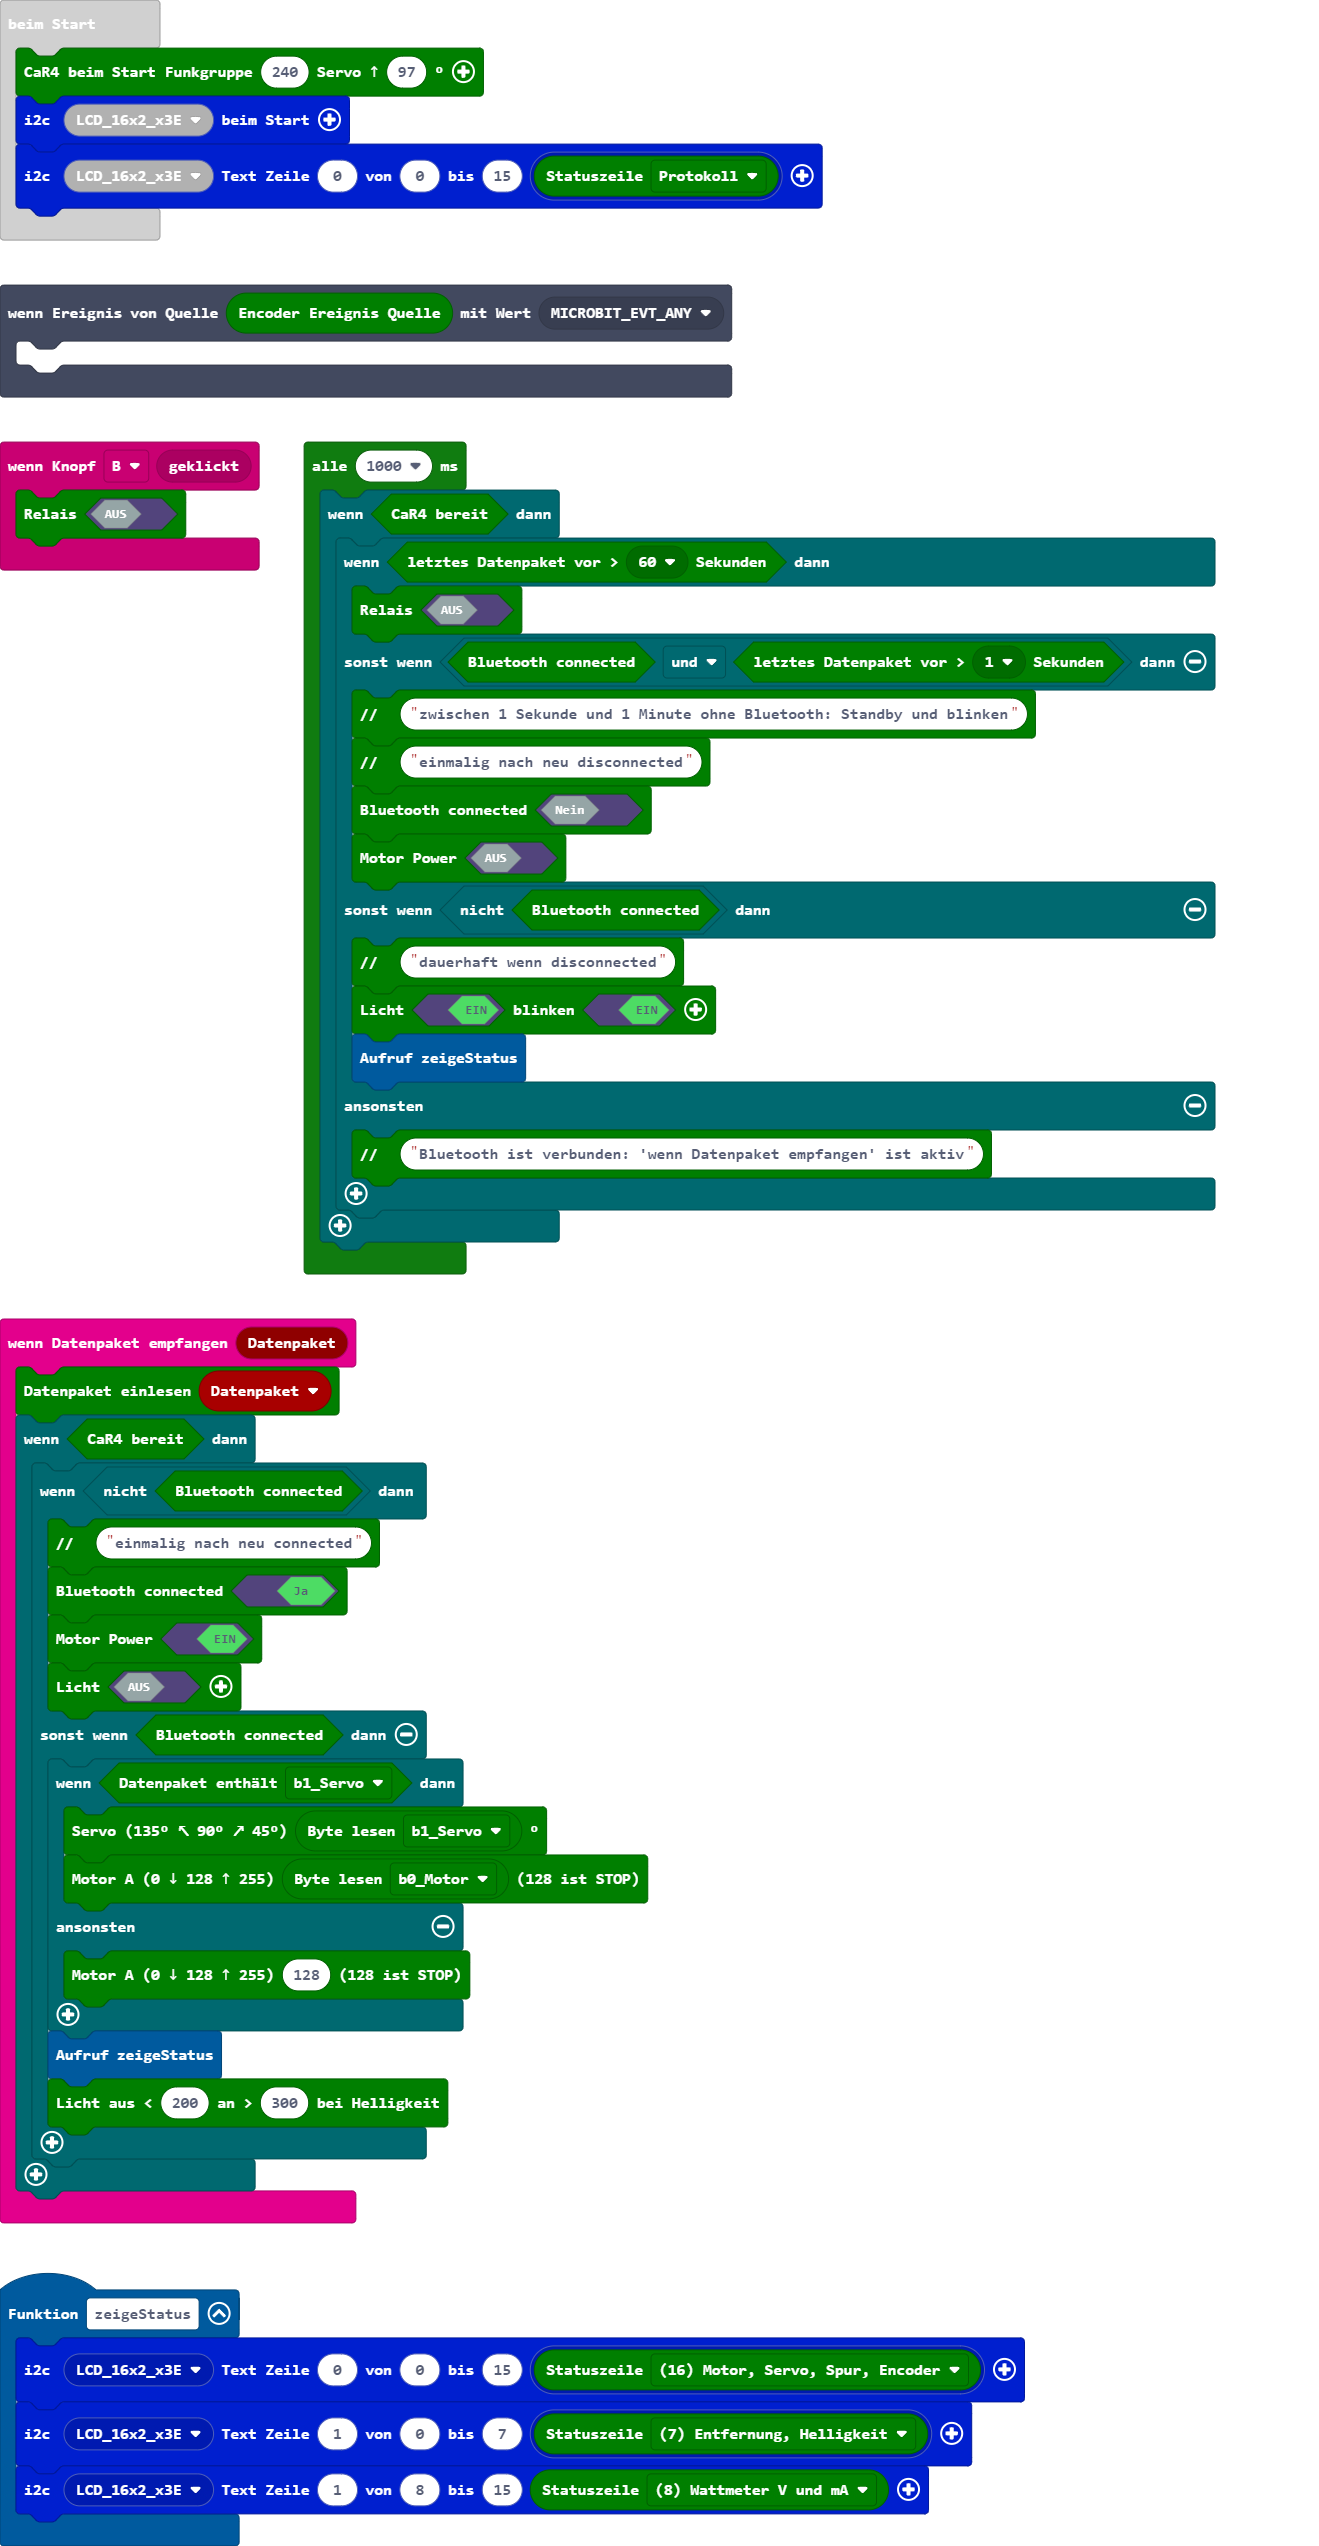 beim Start
CaR4 beim Start Funkgruppe 240 Servo ↑ 97 °
i2c LCD_16x2_x3E beim Start
i2c LCD_16x2_x3E Text Zeile 0 von 0 bis 15 Statuszeile Protokoll
wenn Ereignis von Quelle Encoder Ereignis Quelle mit Wert MICROBIT_EVT_ANY
wenn Knopf B geklickt
Relais AUS
alle 1000 ms
wenn CaR4 bereit dann
wenn letztes Datenpaket vor > 60 Sekunden dann
Relais AUS
sonst wenn Bluetooth connected und letztes Datenpaket vor > 1 Sekunden dann
// "zwischen 1 Sekunde und 1 Minute ohne Bluetooth: Standby und blinken"
// "einmalig nach neu disconnected"
Bluetooth connected Nein
Motor Power AUS
sonst wenn nicht Bluetooth connected dann
// "dauerhaft wenn disconnected"
Licht EIN blinken EIN
Aufruf zeigeStatus
ansonsten
// "Bluetooth ist verbunden: 'wenn Datenpaket empfangen' ist aktiv"
wenn Datenpaket empfangen Datenpaket
Datenpaket einlesen Datenpaket
wenn CaR4 bereit dann
wenn nicht Bluetooth connected dann
// "einmalig nach neu connected"
Bluetooth connected Ja
Motor Power EIN
Licht AUS
sonst wenn Bluetooth connected dann
wenn Datenpaket enthält b1_Servo dann
Servo (135° ↖ 90° ↗ 45°) Byte lesen b1_Servo °
Motor A (0 ↓ 128 ↑ 255) Byte lesen b0_Motor (128 ist STOP)
ansonsten
Motor A (0 ↓ 128 ↑ 255) 128 (128 ist STOP)
Aufruf zeigeStatus
Licht aus < 200 an > 300 bei Helligkeit
Funktion zeigeStatus
i2c LCD_16x2_x3E Text Zeile 0 von 0 bis 15 Statuszeile (16) Motor, Servo, Spur, Encoder
i2c LCD_16x2_x3E Text Zeile 1 von 0 bis 7 Statuszeile (7) Entfernung, Helligkeit
i2c LCD_16x2_x3E Text Zeile 1 von 8 bis 15 Statuszeile (8) Wattmeter V und mA